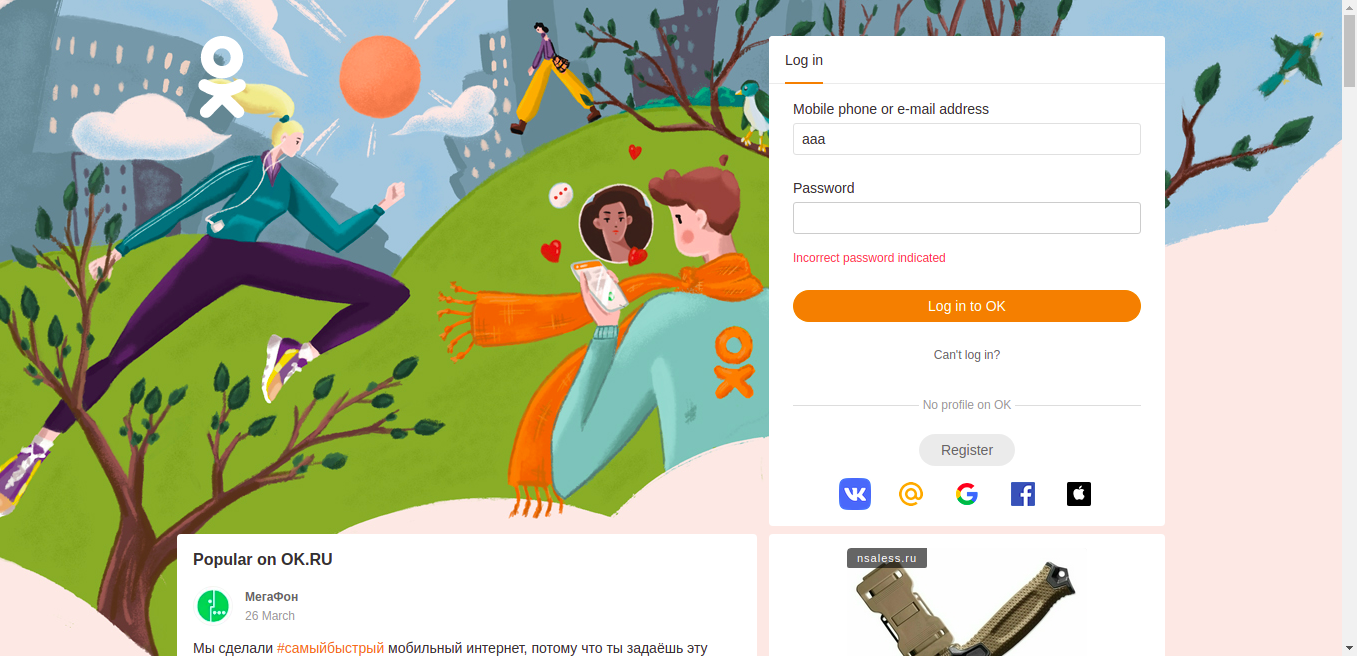 Log in
Mobile phone or e-mail address
aaa
Password
Incorrect password indicated
Log in to OK
Can't log in?
No profile on OK
Register
Popular on OK.RU
МегаФон
26 March
Мы сделали #самыйбыстрый мобильный интернет, потому что ты задаёшь эту
nsaless.ru